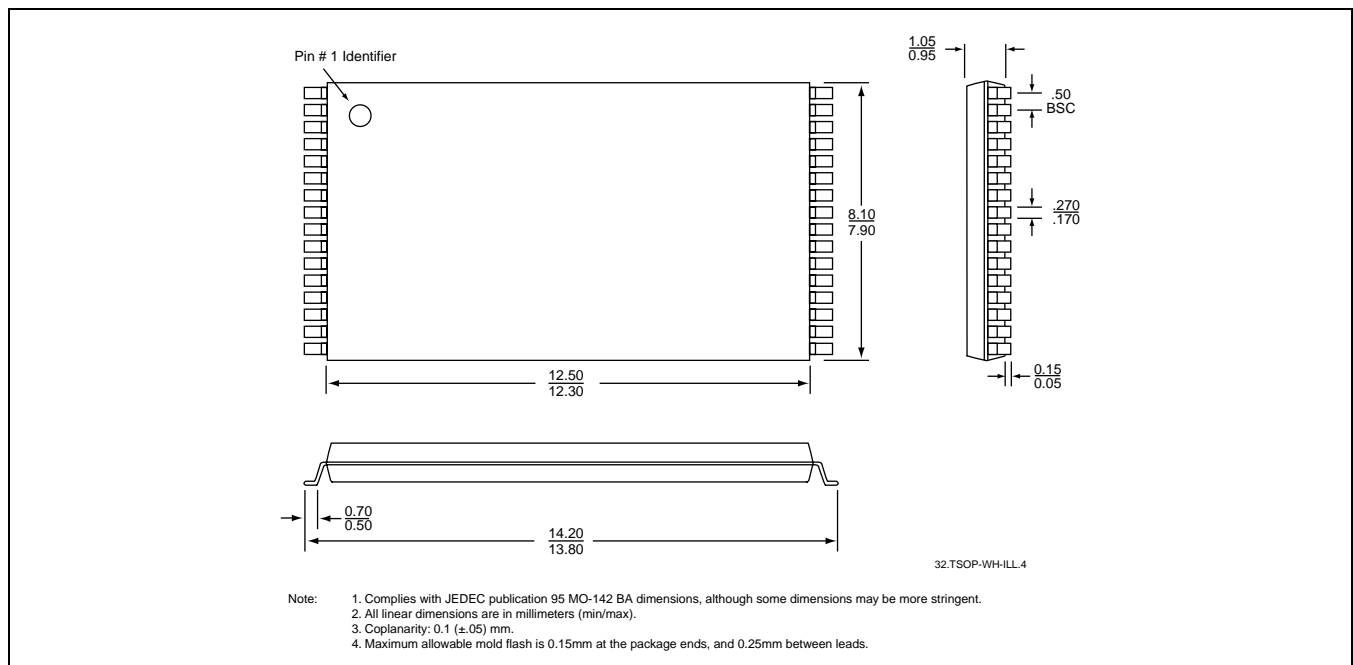 Pin # 1 Identifier
1.05
0.95
.50
BSC
8.10
7.90
.270
.170
12.50
12.30
0.15
0.05
0.70
0.50
14.20
13.80
32.TSOP-WH-ILL.4
Note: 1. Complies with JEDEC publication 95 MO-142 BA dimensions, although some dimensions may be more stringent.
2. All linear dimensions are in millimeters (min/max).
3. Coplanarity: 0.1 (±.05) mm.
4. Maximum allowable mold flash is 0.15mm at the package ends, and 0.25mm between leads.